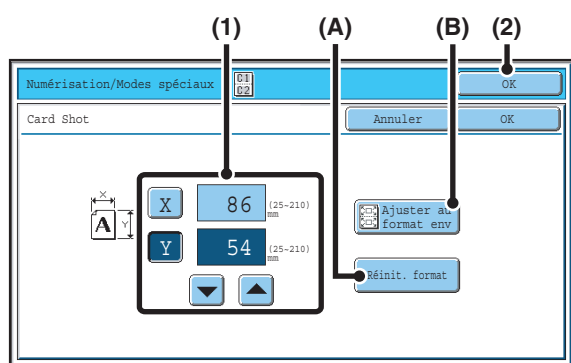 (1) (A) (B) (2)
Numérisation/Modes spéciaux C1 C2 OK
Card Shot Annuler OK
X 86 (25~210) mm
X A Y
Y 54 (25~210) mm
Ajuster au
format env
Réinit. format